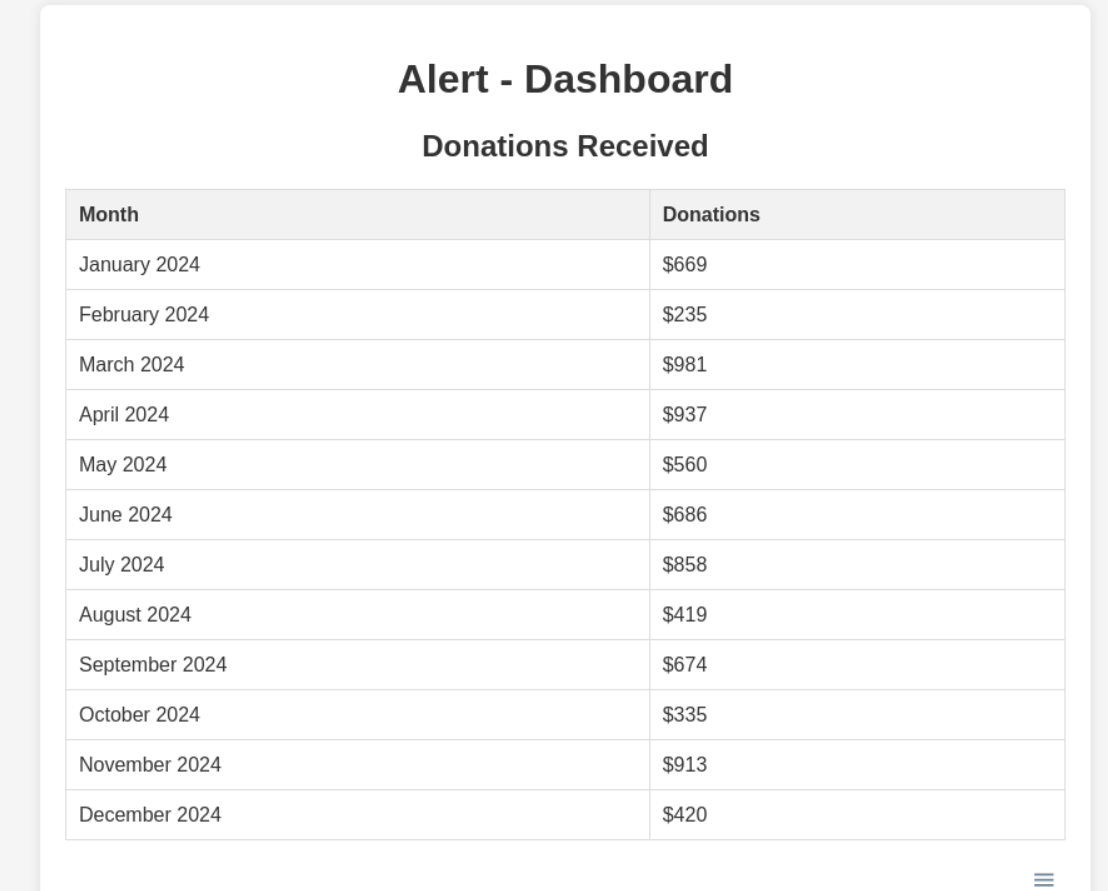 Alert - Dashboard
Donations Received
Month Donations
January 2024 $669
February 2024 $235
March 2024 $981
April 2024 $937
May 2024 $560
June 2024 $686
July 2024 $858
August 2024 $419
September 2024 $674
October 2024 $335
November 2024 $913
December 2024 $420